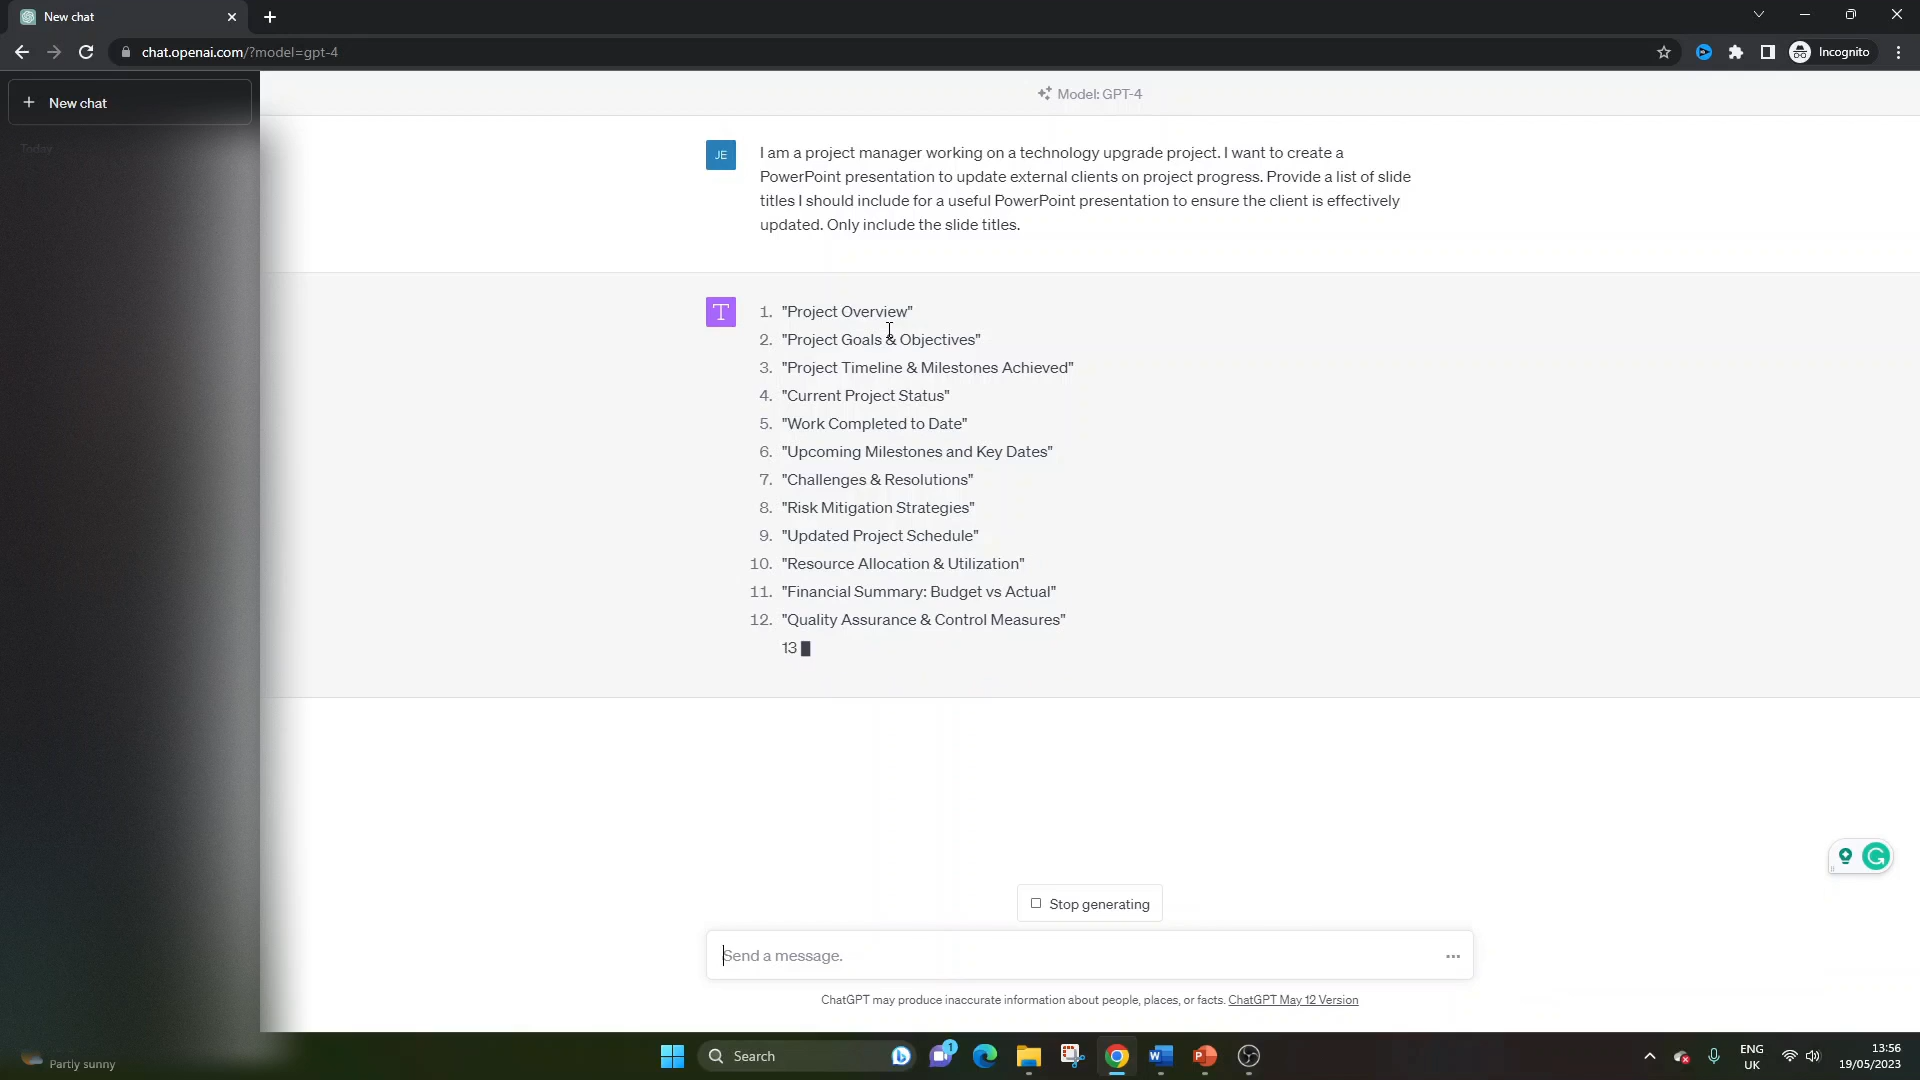 New chat
chat.openai.com/?model=gpt-4
Incognito
New chat
Today
Model: GPT-4
JE
I am a project manager working on a technology upgrade project. I want to create a
PowerPoint presentation to update external clients on project progress. Provide a list of slide
titles I should include for a useful PowerPoint presentation to ensure the client is effectively
updated. Only include the slide titles.
T
1. "Project Overview"
2. "Project Goals & Objectives"
3. "Project Timeline & Milestones Achieved"
4. "Current Project Status"
5. "Work Completed to Date"
6. "Upcoming Milestones and Key Dates"
7. "Challenges & Resolutions"
8. "Risk Mitigation Strategies"
9. "Updated Project Schedule"
10. "Resource Allocation & Utilization"
11. "Financial Summary: Budget vs Actual"
12. "Quality Assurance & Control Measures"
13
Stop generating
Send a message.
ChatGPT may produce inaccurate information about people, places, or facts. ChatGPT May 12 Version
Partly sunny
Search
1
ENG
UK
13:56
19/05/2023